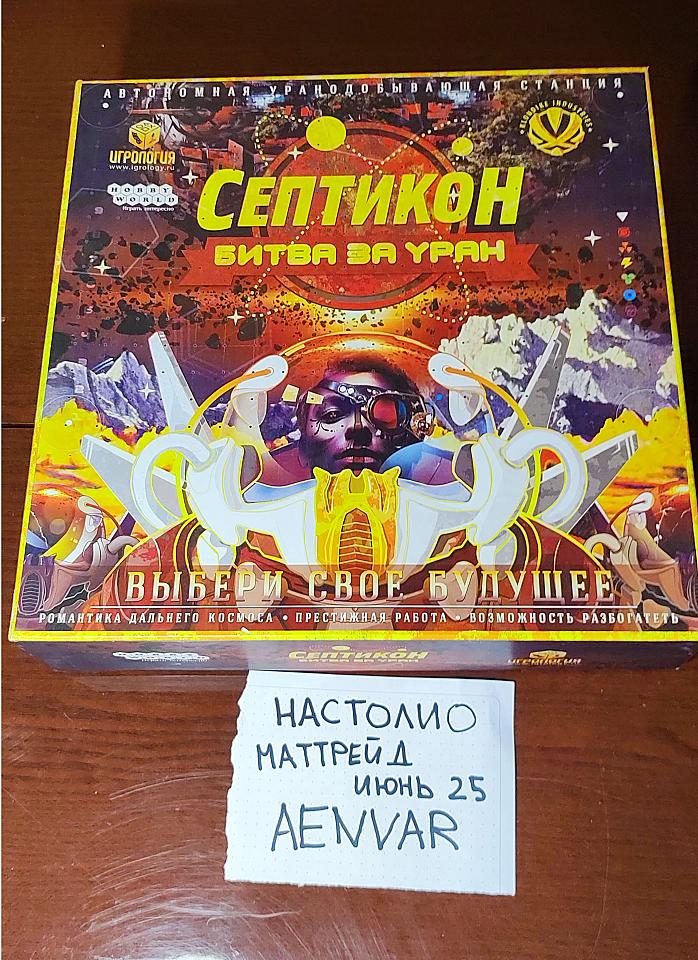 АВТОНОМНАЯ УРАНОДОБЫВАЮЩАЯ СТАНЦИЯ
ИГРОЛОГИЯ
www.igrology.ru
HOBBY WORLD
Играть интересно
СЕПТИКОН
БИТВА ЗА УРАН
ВЫБЕРИ СВОЕ БУДУЩЕЕ
РОМАНТИКА ДАЛЬНЕГО КОСМОСА • ПРЕСТИЖНАЯ РАБОТА • ВОЗМОЖНОСТЬ РАЗБОГАТЕТЬ
СЕПТИКОН
БИТВА ЗА УРАН
ИГРОЛОГИЯ
НАСТОЛИО
МАТТРЕЙД
ИЮНЬ 25
AENVAR